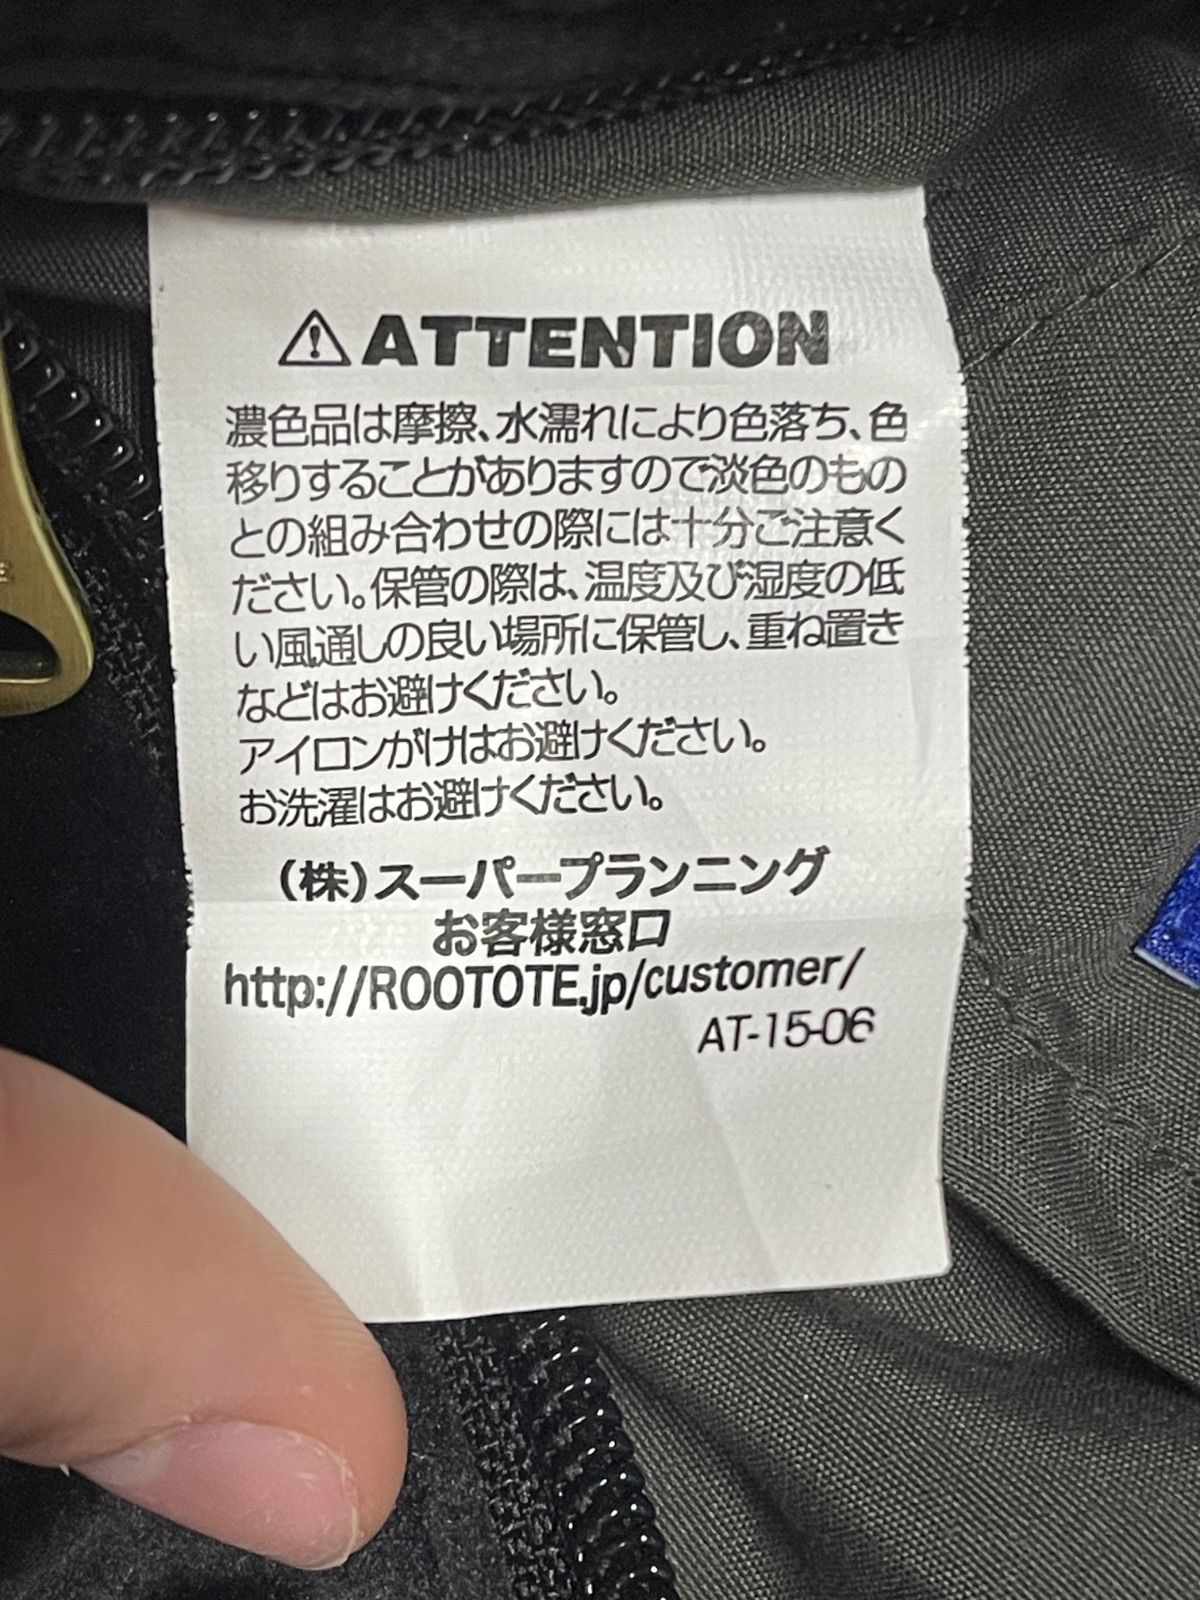 ⚠ATTENTION
濃色品は摩擦、水濡れにより色落ち、色
移りすることがありますので淡色のもの
との組み合わせの際には十分ご注意く
ださい。保管の際は、温度及び湿度の低
い風通しの良い場所に保管し、重ね置き
などはお避けください。
アイロンがけはお避けください。
お洗濯はお避けください。
(株)スーパープランニング
お客様窓口
http://ROOTOTE.jp/customer/
AT-15-06